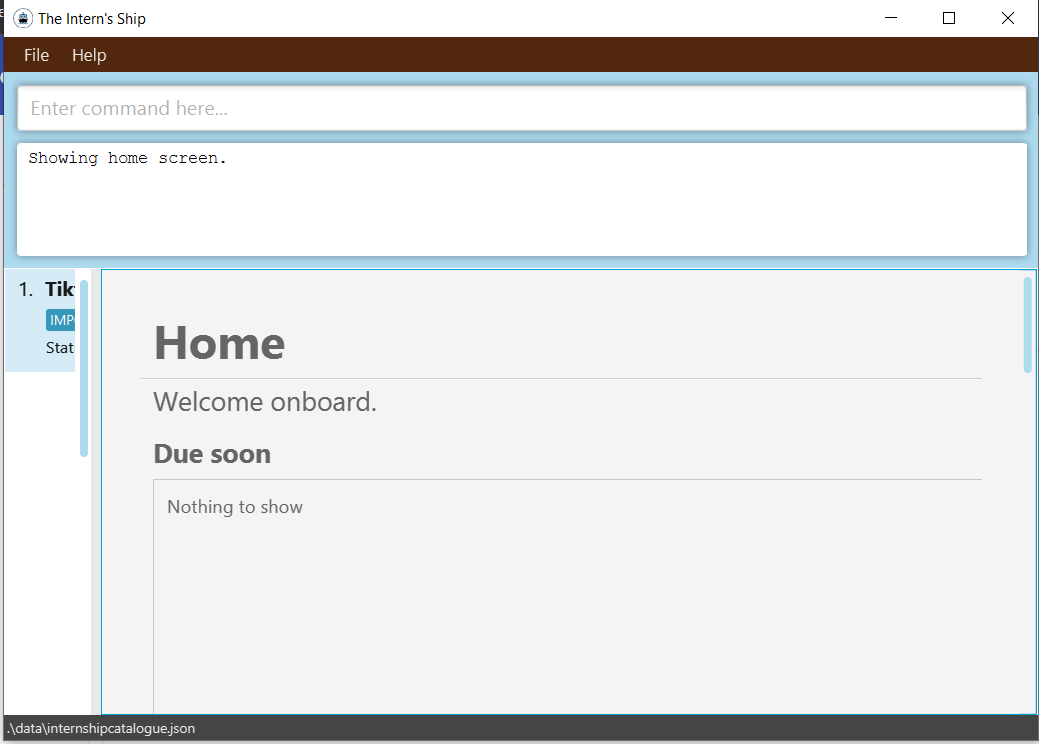 The Intern's Ship
File Help
Enter command here...
Showing home screen.
1. Tik
IMP
Stat
Home
Welcome onboard.
Due soon
Nothing to show
.\data\internshipcatalogue.json